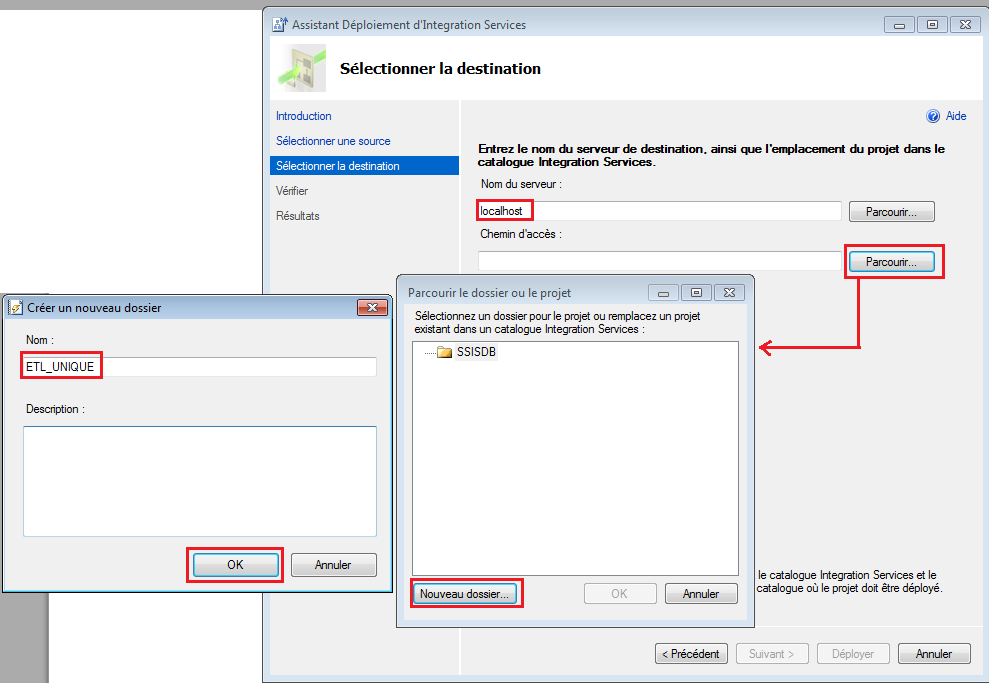 Assistant Déploiement d'Integration Services
Sélectionner la destination
Introduction
Sélectionner une source
Sélectionner la destination
Vérifier
Résultats
Aide
Entrez le nom du serveur de destination, ainsi que l'emplacement du projet dans le
catalogue Integration Services.
Nom du serveur :
localhost
Parcourir...
Chemin d'accès :
Parcourir...
Créer un nouveau dossier
Nom :
ETL_UNIQUE
Description :
OK
Annuler
Parcourir le dossier ou le projet
Sélectionnez un dossier pour le projet ou remplacez un projet
existant dans un catalogue Integration Services :
SSISDB
Nouveau dossier...
OK
Annuler
le catalogue Integration Services et le
catalogue où le projet doit être déployé.
< Précédent
Suivant >
Déployer
Annuler